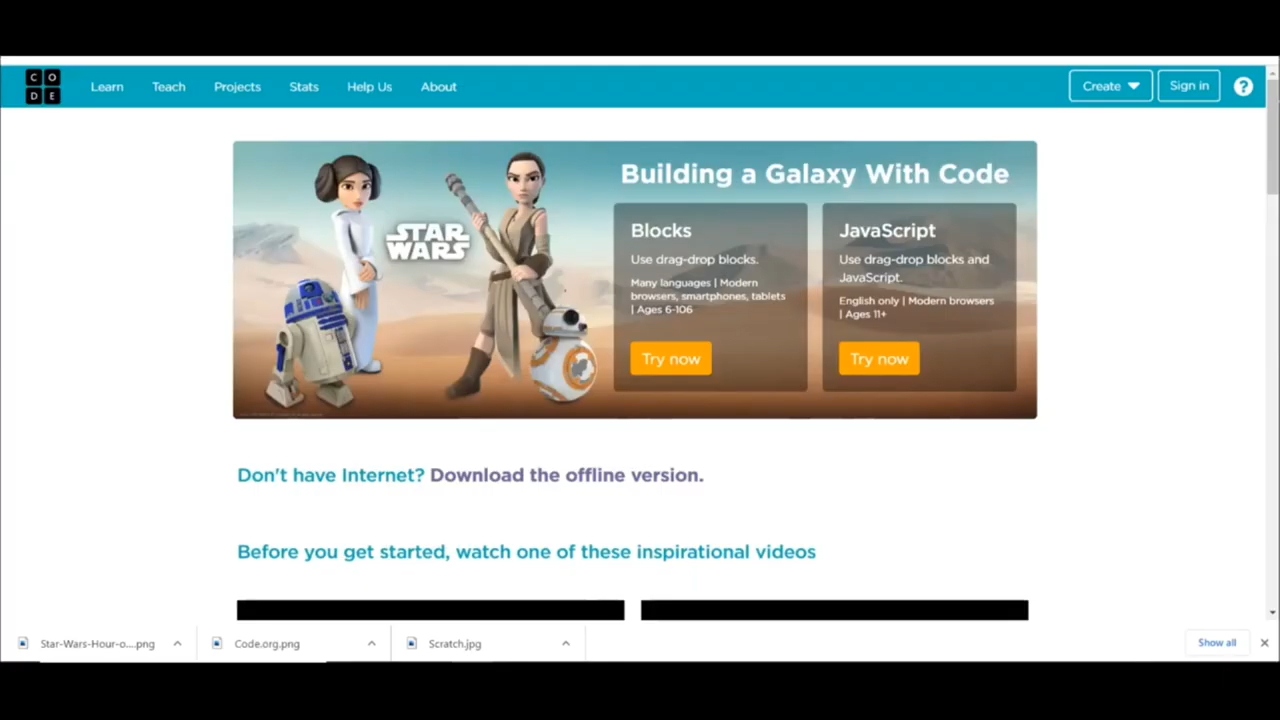 C O
D E
Learn Teach Projects Stats Help Us About Create Sign in ?
Building a Galaxy With Code
STAR
WARS
Blocks
Use drag-drop blocks.
Many languages | Modern
browsers, smartphones, tablets
| Ages 6-106
Try now
JavaScript
Use drag-drop blocks and
JavaScript.
English only | Modern browsers
| Ages 11+
Try now
Don't have Internet? Download the offline version.
Before you get started, watch one of these inspirational videos
Star-Wars-Hour-o....png Code.org.png Scratch.jpg Show all